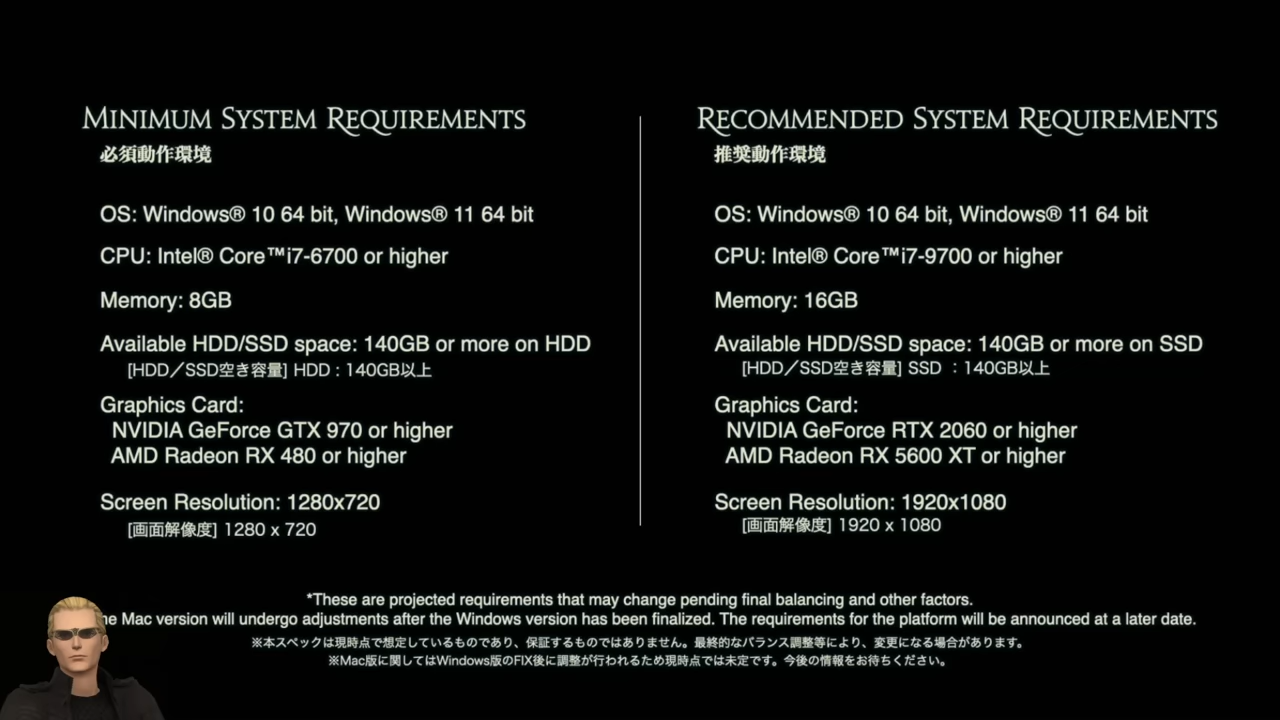 MINIMUM SYSTEM REQUIREMENTS
必須動作環境
OS: Windows® 10 64 bit, Windows® 11 64 bit
CPU: Intel® Core™i7-6700 or higher
Memory: 8GB
Available HDD/SSD space: 140GB or more on HDD
[HDD／SSD空き容量] HDD : 140GB以上
Graphics Card:
NVIDIA GeForce GTX 970 or higher
AMD Radeon RX 480 or higher
Screen Resolution: 1280x720
[画面解像度] 1280 x 720
RECOMMENDED SYSTEM REQUIREMENTS
推奨動作環境
OS: Windows® 10 64 bit, Windows® 11 64 bit
CPU: Intel® Core™i7-9700 or higher
Memory: 16GB
Available HDD/SSD space: 140GB or more on SSD
[HDD／SSD空き容量] SSD ：140GB以上
Graphics Card:
NVIDIA GeForce RTX 2060 or higher
AMD Radeon RX 5600 XT or higher
Screen Resolution: 1920x1080
[画面解像度] 1920 x 1080
*These are projected requirements that may change pending final balancing and other factors.
he Mac version will undergo adjustments after the Windows version has been finalized. The requirements for the platform will be announced at a later date.
※本スペックは現時点で想定しているものであり、保証するものではありません。最終的なバランス調整等により、変更になる場合があります。
※Mac版に関してはWindows版のFIX後に調整が行われるため現時点では未定です。今後の情報をお待ちください。